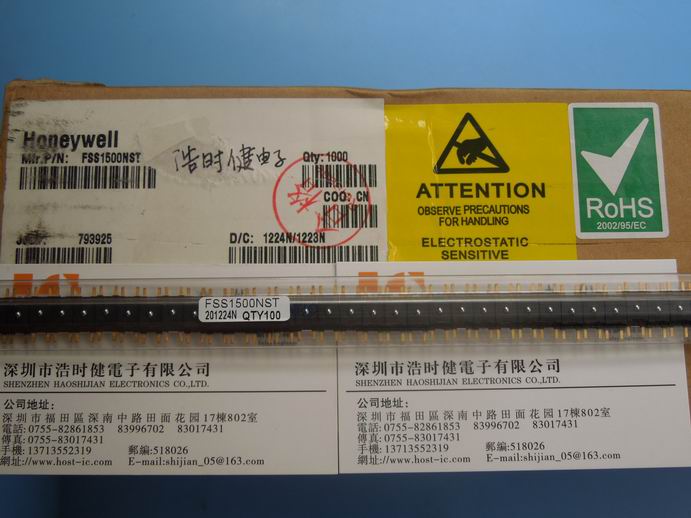 Honeywell
Mfr.P/N: FSS1500NST
浩时健电子
Qty: 1000
COO: CN
793925
D/C: 1224N/1223N
ATTENTION
OBSERVE PRECAUTIONS
FOR HANDLING
ELECTROSTATIC
SENSITIVE
RoHS
2002/95/EC
FSS1500NST
201224N QTY100
深圳市浩时健電子有限公司
SHENZHEN HAOSHIJIAN ELECTRONICS CO.,LTD.
公司地址:
深圳市福田區深南中路田面花园17棟802室
電話:0755-82861853 83996702 83017431
傳真:0755-83017431
手機:13713552319 郵編:518026
網址://www.host-ic.com E-mail:shijian_05@163.com
深圳市浩时健電子有限公司
SHENZHEN HAOSHIJIAN ELECTRONICS CO.,LTD.
公司地址:
深圳市福田區深南中路田面花园17棟802室
電話:0755-82861853 83996702 83017431
傳真:0755-83017431
手機:13713552319 郵編:518026
網址://www.host-ic.com E-mail:shijian_05@163.com